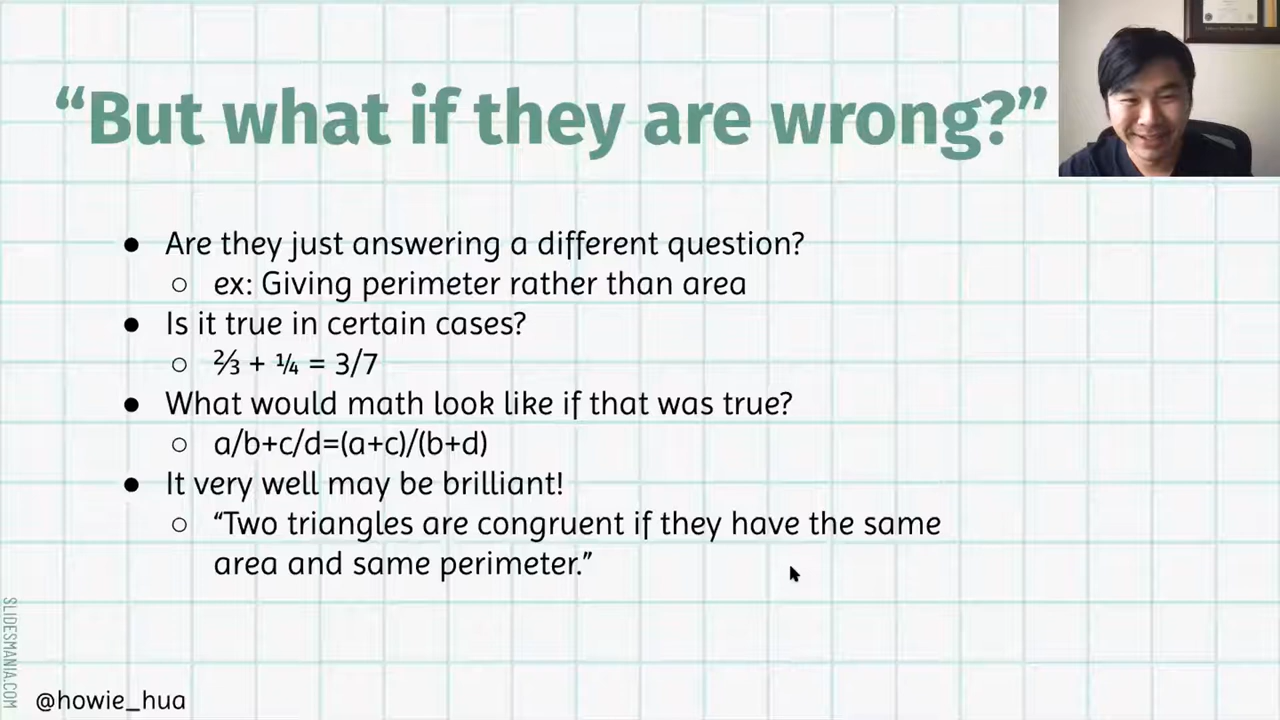 “But what if they are wrong?”
● Are they just answering a different question?
○ ex: Giving perimeter rather than area
● Is it true in certain cases?
○ ⅔ + ¼ = 3/7
● What would math look like if that was true?
○ a/b+c/d=(a+c)/(b+d)
● It very well may be brilliant!
○ “Two triangles are congruent if they have the same
area and same perimeter.”
SLIDESMANIA.COM
@howie_hua